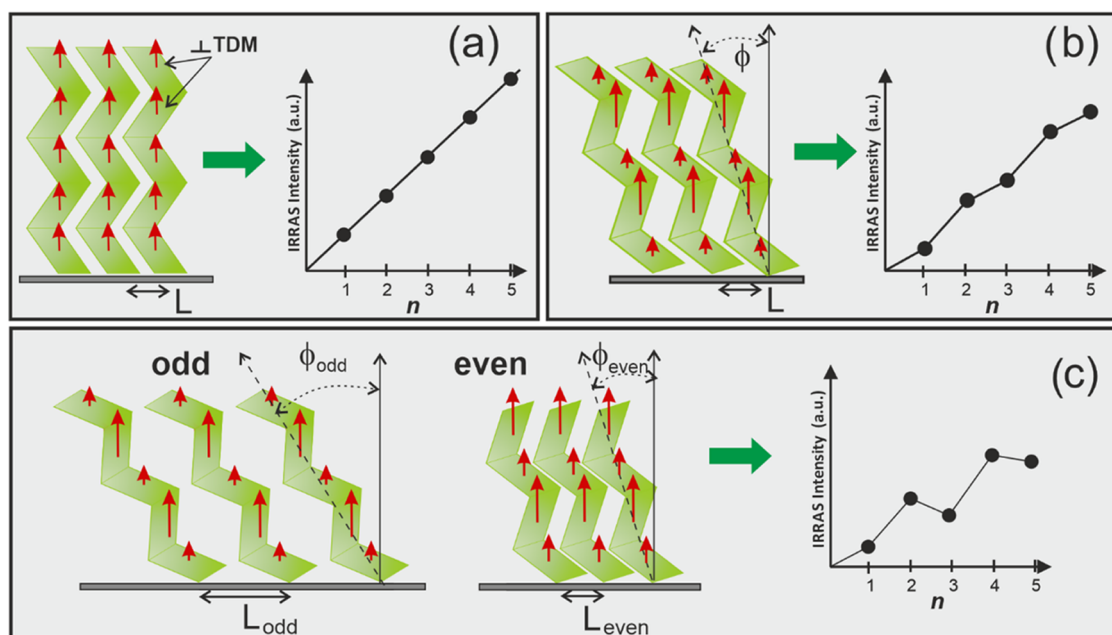 (a)
⊥TDM
IRRAS Intensity (a.u.)
1 2 3 4 5
n
L
(b)
ϕ
IRRAS Intensity (a.u.)
1 2 3 4 5
n
L
(c)
odd
ϕodd
even
ϕeven
IRRAS Intensity (a.u.)
1 2 3 4 5
n
Lodd
Leven